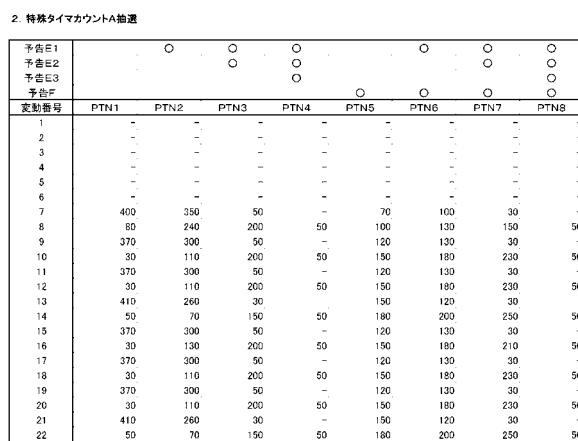 2. 特殊タイマカウントA抽選
予告E1 ○ ○ ○ ○ ○ ○
予告E2 ○ ○ ○ ○
予告E3 ○ ○
予告F ○ ○ ○ ○
変動番号 PTN1 PTN2 PTN3 PTN4 PTN5 PTN6 PTN7 PTN8
1 - - - - - - -
2 - - - - - - -
3 - - - - - - -
4 - - - - - - -
5 - - - - - - -
6 - - - - - - -
7 400 350 50 - 70 100 30
8 80 240 200 50 100 130 150
9 370 300 50 - 120 130 30
10 30 110 200 50 150 180 230
11 370 300 50 - 120 130 30
12 30 110 200 50 150 180 230
13 410 260 30 - 150 120 30
14 50 70 150 50 180 200 250
15 370 300 50 - 120 130 30
16 30 130 200 50 150 180 210
17 370 300 50 - 120 130 30
18 30 110 200 50 150 180 230
19 370 300 50 - 120 130 30
20 30 110 200 50 150 180 230
21 410 260 30 - 150 120 30
22 50 70 150 50 180 200 250